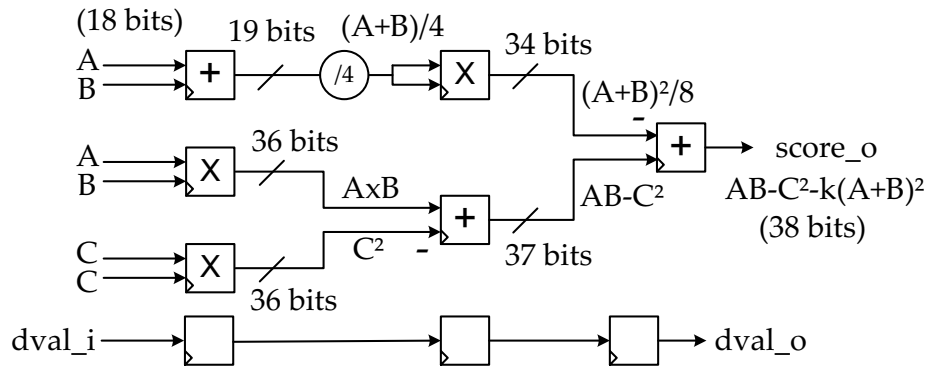 (18 bits)
A
B
+
19 bits
(A+B)/4
/4
X
34 bits
(A+B)²/8
-
+
score_o
AB-C²-k(A+B)²
(38 bits)
A
B
X
36 bits
AxB
+
AB-C²
37 bits
C
C
X
36 bits
C²
-
dval_i
dval_o